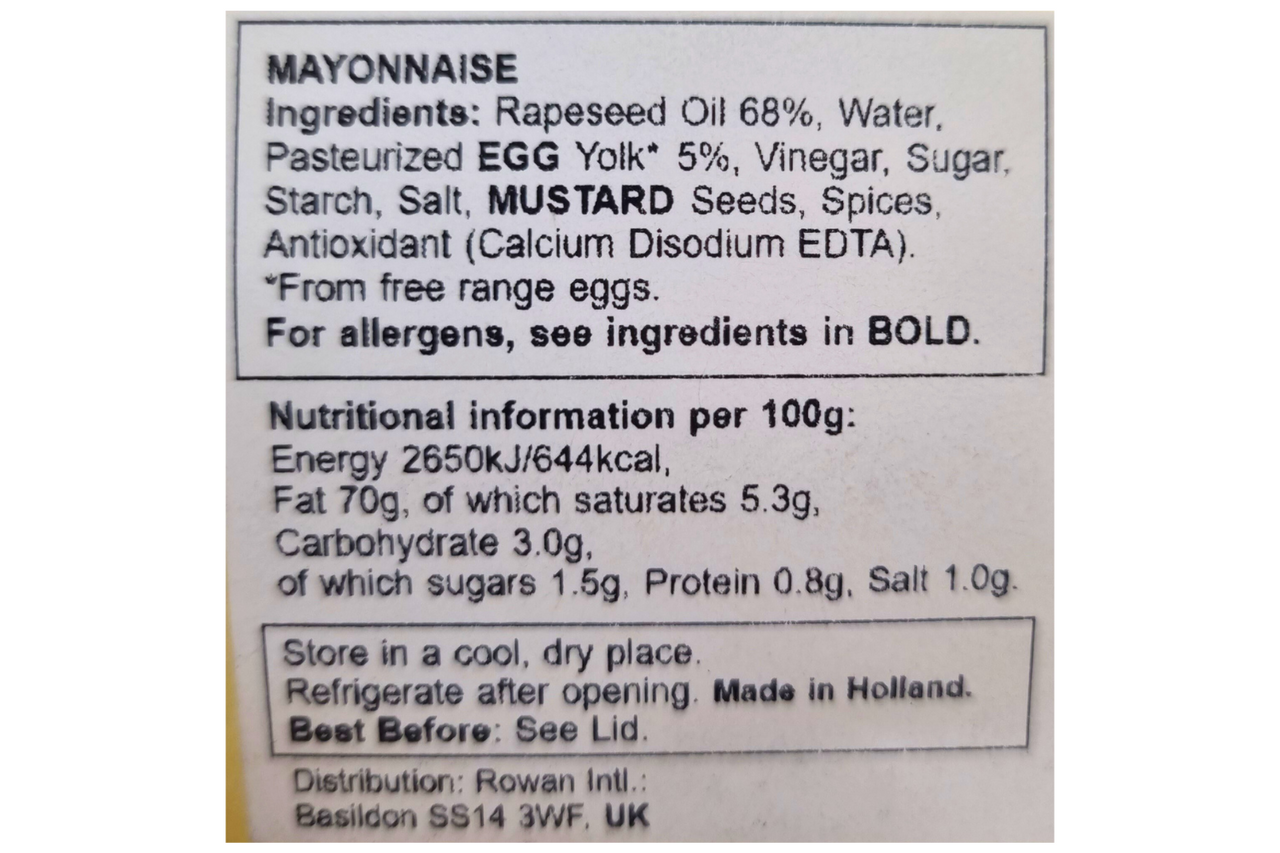 MAYONNAISE
Ingredients: Rapeseed Oil 68%, Water,
Pasteurized EGG Yolk* 5%, Vinegar, Sugar,
Starch, Salt, MUSTARD Seeds, Spices,
Antioxidant (Calcium Disodium EDTA).
*From free range eggs.
For allergens, see ingredients in BOLD.
Nutritional information per 100g:
Energy 2650kJ/644kcal,
Fat 70g, of which saturates 5.3g,
Carbohydrate 3.0g,
of which sugars 1.5g, Protein 0.8g, Salt 1.0g.
Store in a cool, dry place.
Refrigerate after opening. Made in Holland.
Best Before: See Lid.
Distribution: Rowan Intl.:
Basildon SS14 3WF, UK